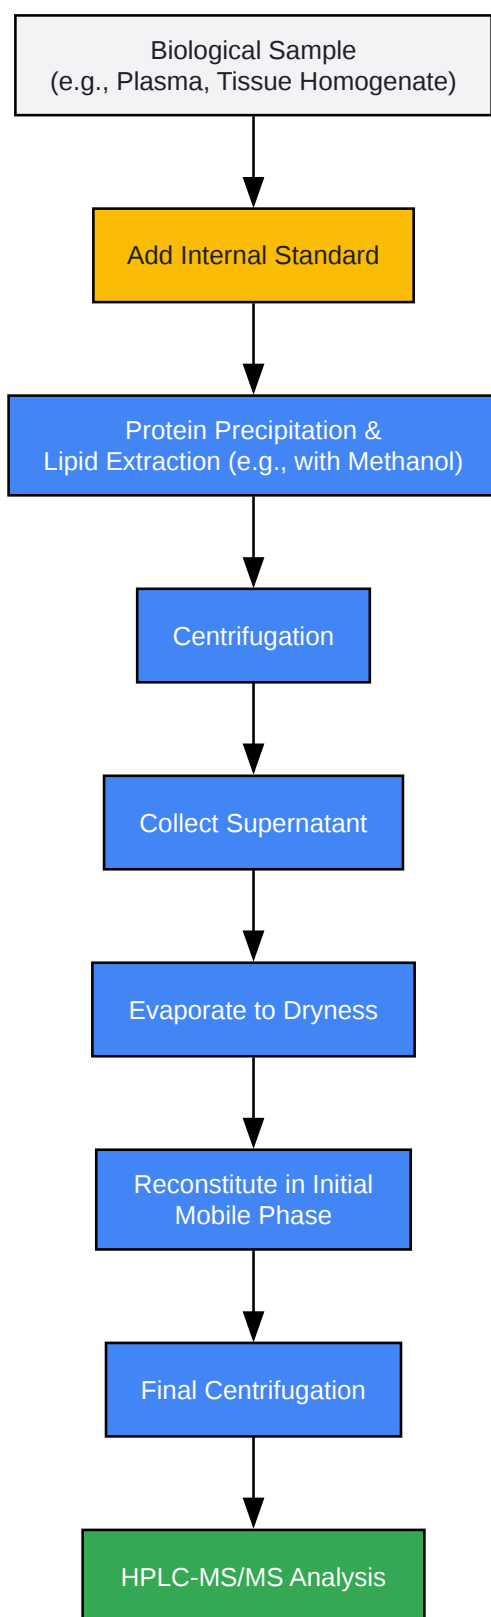 Biological Sample
(e.g., Plasma, Tissue Homogenate)
Add Internal Standard
Protein Precipitation &
Lipid Extraction (e.g., with Methanol)
Centrifugation
Collect Supernatant
Evaporate to Dryness
Reconstitute in Initial
Mobile Phase
Final Centrifugation
HPLC-MS/MS Analysis